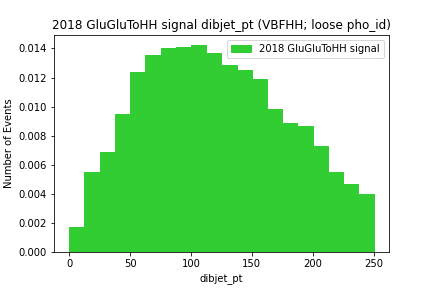 2018 GluGluToHH signal dibjet_pt (VBFHH; loose pho_id)
2018 GluGluToHH signal
0.014
0.012
0.010
0.008
0.006
0.004
0.002
0.000
Number of Events
0 50 100 150 200 250
dibjet_pt